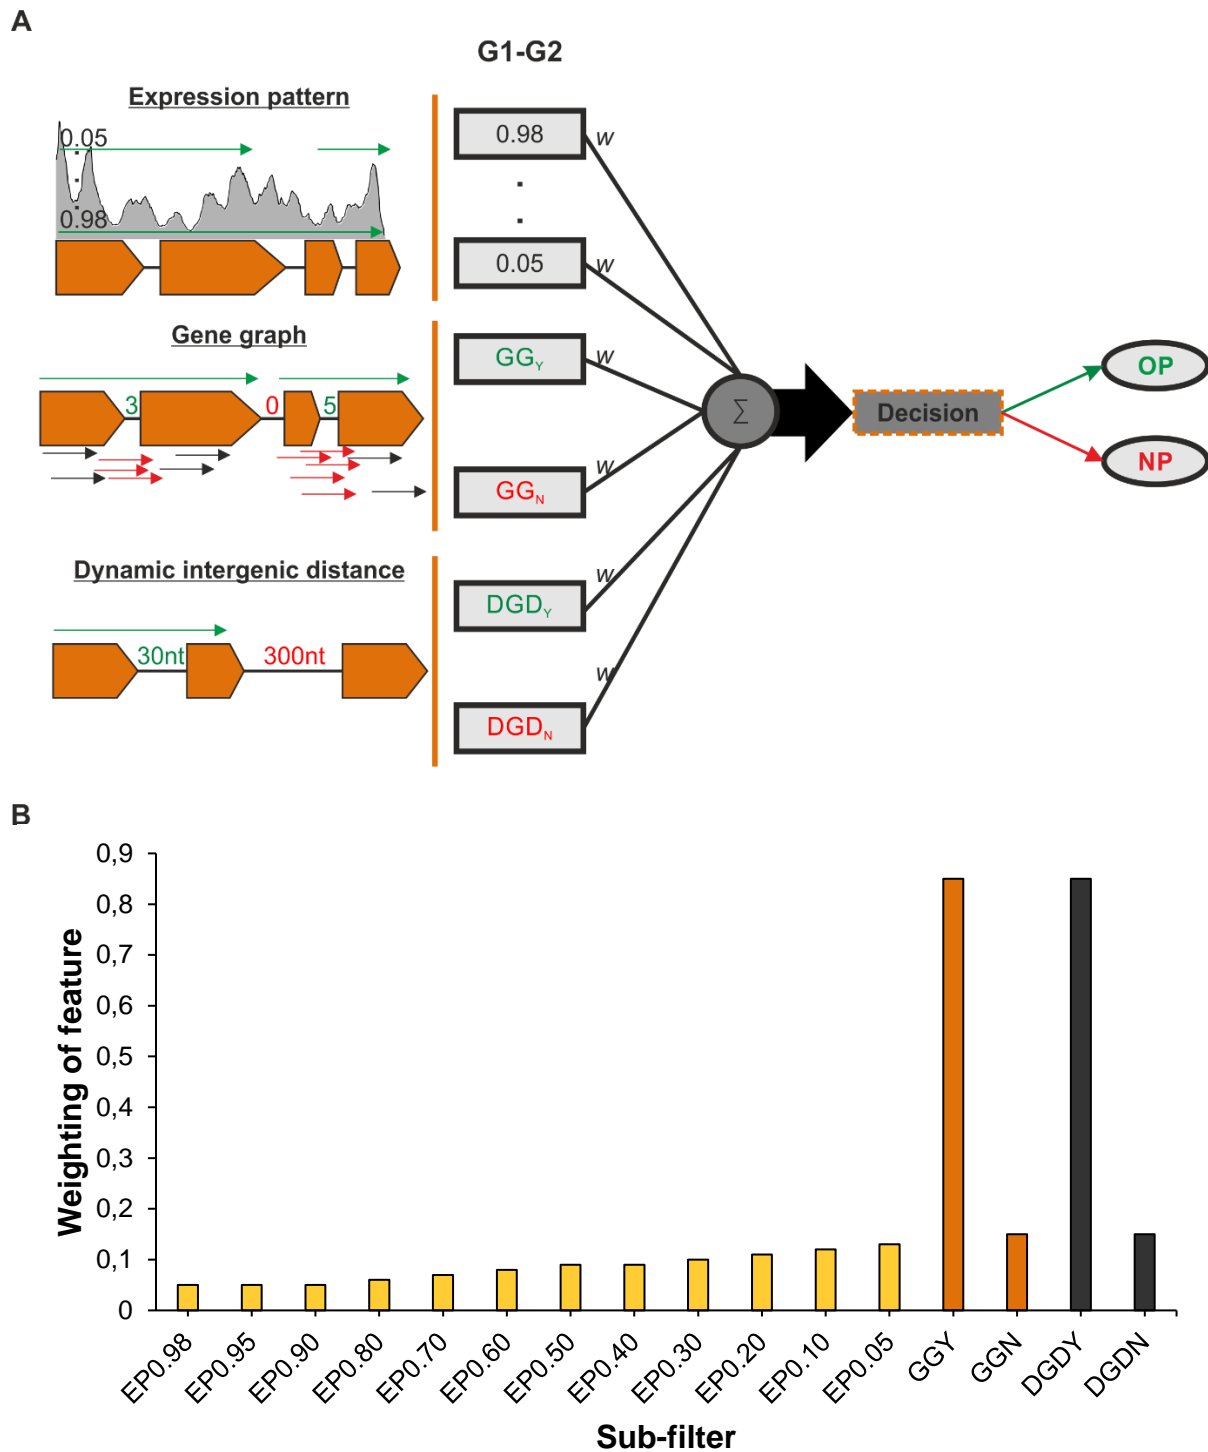 A
G1-G2
Expression pattern
0.05
0.98
0.98
w
0.05
w
Gene graph
3 0 5
GGY
w
GGN
w
Σ
Decision
OP
NP
Dynamic intergenic distance
30nt 300nt
DGDY
w
DGDN
w
B
Weighting of feature
0,9
0,8
0,7
0,6
0,5
0,4
0,3
0,2
0,1
0
EP0.98 EP0.95 EP0.90 EP0.80 EP0.70 EP0.60 EP0.50 EP0.40 EP0.30 EP0.20 EP0.10 EP0.05 GGY GGN DGDY DGDN
Sub-filter